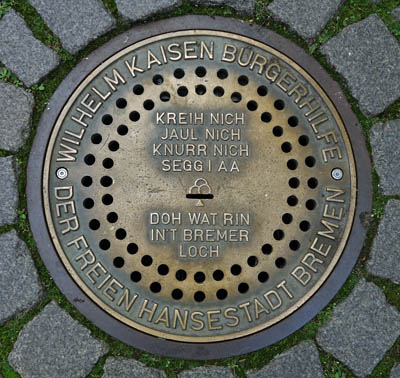 WILHELM KAISEN BÜRGERHILFE
DER FREIEN HANSESTADT BREMEN
KREIH NICH
JAUL NICH
KNURR NICH
SEGG I AA
DOH WAT RIN
IN'T BREMER
LOCH